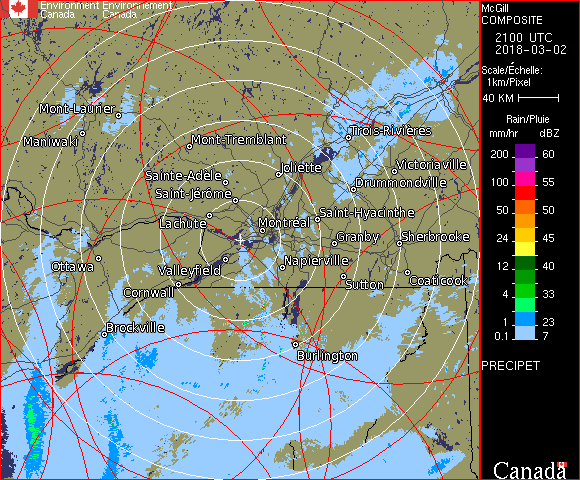 Environment Environnement
Canada Canada
McGill
COMPOSITE
2100 UTC
2018-03-02
Scale/Échelle:
1km/Pixel
40 KM
Rain/Pluie
mm/hr dBZ
200 60
100 55
50 50
24 45
12 40
4 33
1 23
0.1 7
PRECIPET
Canada
Mont-Laurier
Maniwaki
Mont-Tremblant
Trois-Rivières
Sainte-Adèle
Joliette
Victoriaville
Saint-Jérôme
Drummondville
Lachute
Montréal
Saint-Hyacinthe
Granby
Sherbrooke
Ottawa
Valleyfield
Napierville
Cornwall
Sutton
Coaticook
Brockville
Burlington